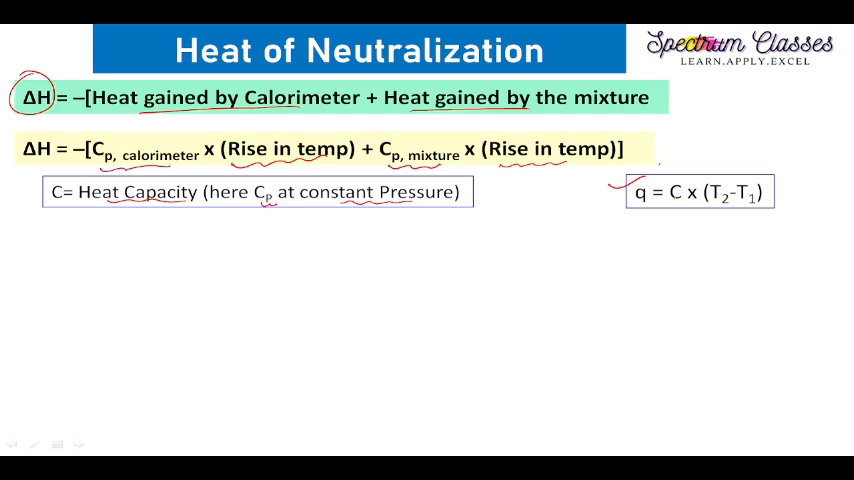 Heat of Neutralization
Spectrum Classes
LEARN.APPLY.EXCEL
ΔH = –[Heat gained by Calorimeter + Heat gained by the mixture
ΔH = –[Cp, calorimeter x (Rise in temp) + Cp, mixture x (Rise in temp)]
C= Heat Capacity (here Cp at constant Pressure)
q = C x (T2-T1)